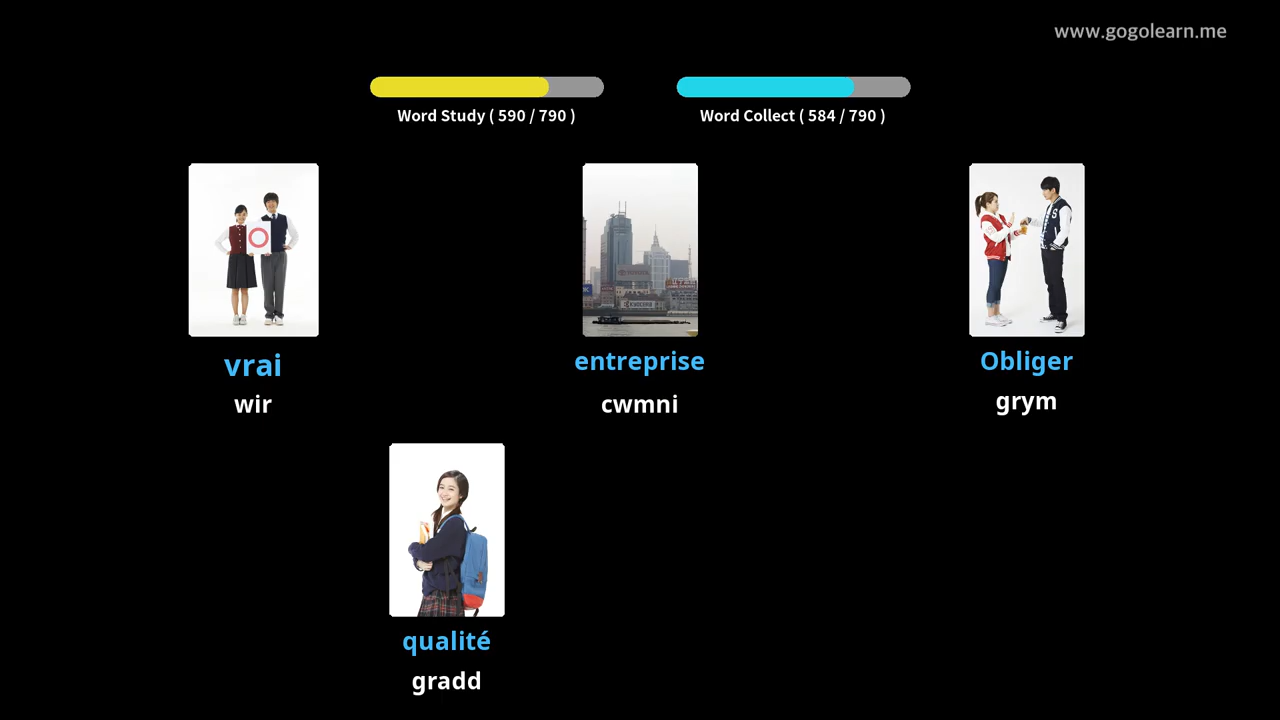 www.gogolearn.me
Word Study ( 590 / 790 )
Word Collect ( 584 / 790 )
vrai
wir
entreprise
cwmni
Obliger
grym
qualité
gradd